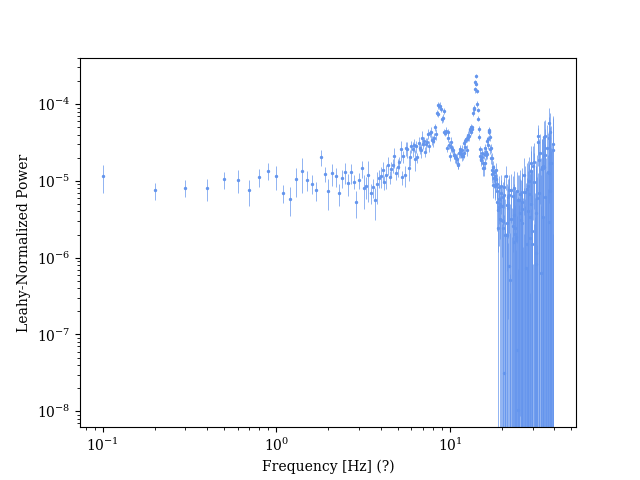 10⁻⁴
10⁻⁵
10⁻⁶
10⁻⁷
10⁻⁸
Leahy-Normalized Power
10⁻¹ 10⁰ 10¹
Frequency [Hz] (?)